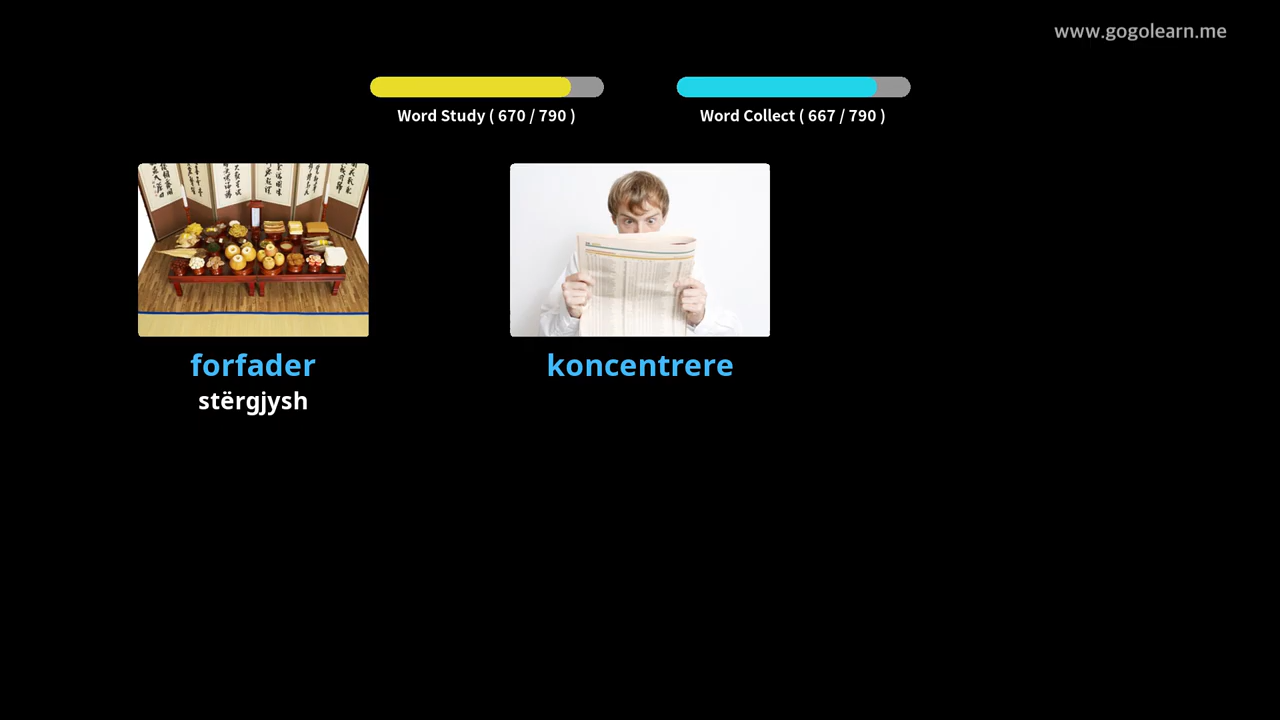 www.gogolearn.me
Word Study ( 670 / 790 )
Word Collect ( 667 / 790 )
forfader
stërgjysh
koncentrere